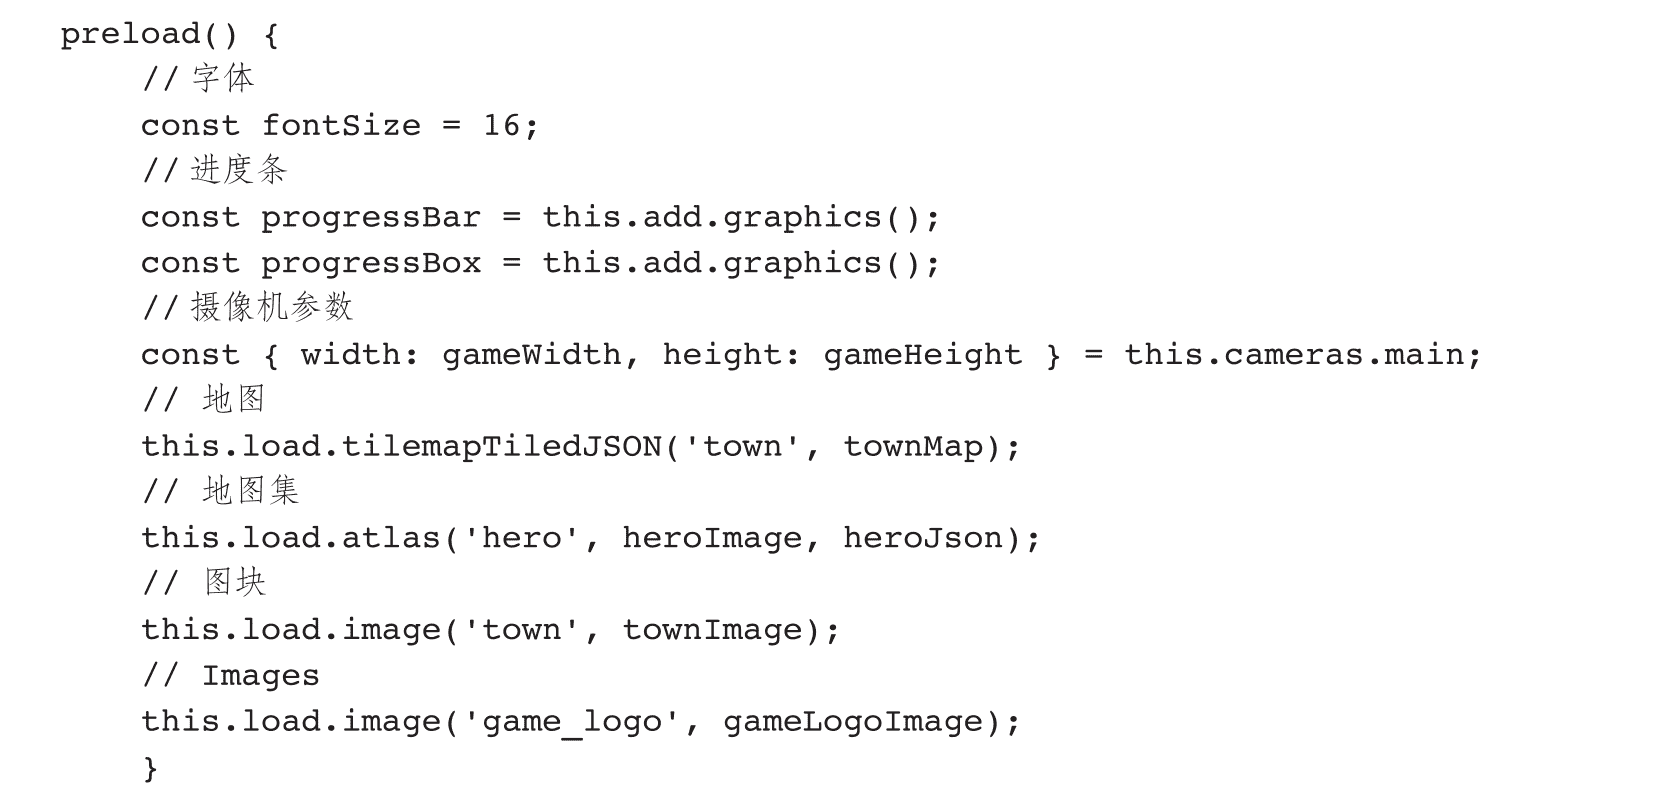 preload() {
// 字体
const fontSize = 16;
// 进度条
const progressBar = this.add.graphics();
const progressBox = this.add.graphics();
// 摄像机参数
const { width: gameWidth, height: gameHeight } = this.cameras.main;
// 地图
this.load.tilemapTiledJSON('town', townMap);
// 地图集
this.load.atlas('hero', heroImage, heroJson);
// 图块
this.load.image('town', townImage);
// Images
this.load.image('game_logo', gameLogoImage);
}